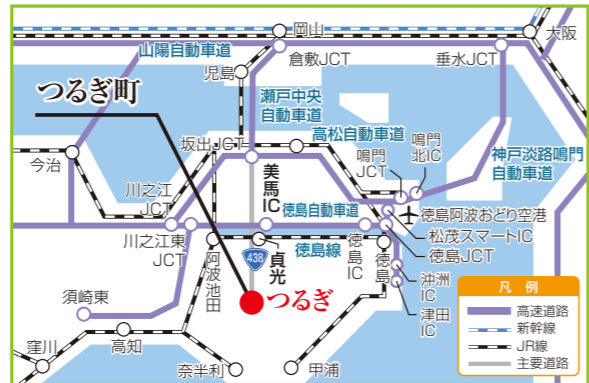 岡山
大阪
山陽自動車道
倉敷JCT
垂水JCT
児島
つるぎ町
瀬戸中央
自動車道
高松自動車道
坂出JCT
鳴門
JCT
鳴門
北IC
神戸淡路鳴門
自動車道
今治
川之江
JCT
美馬IC
徳島自動車道
徳島阿波おどり空港
松茂スマートIC
川之江東
JCT
徳島線
徳島IC
徳島
徳島JCT
阿波池田
438
貞光
沖洲
IC
津田
IC
つるぎ
須崎東
窪川
高知
奈半利
甲浦
凡例
高速道路
新幹線
JR線
主要道路